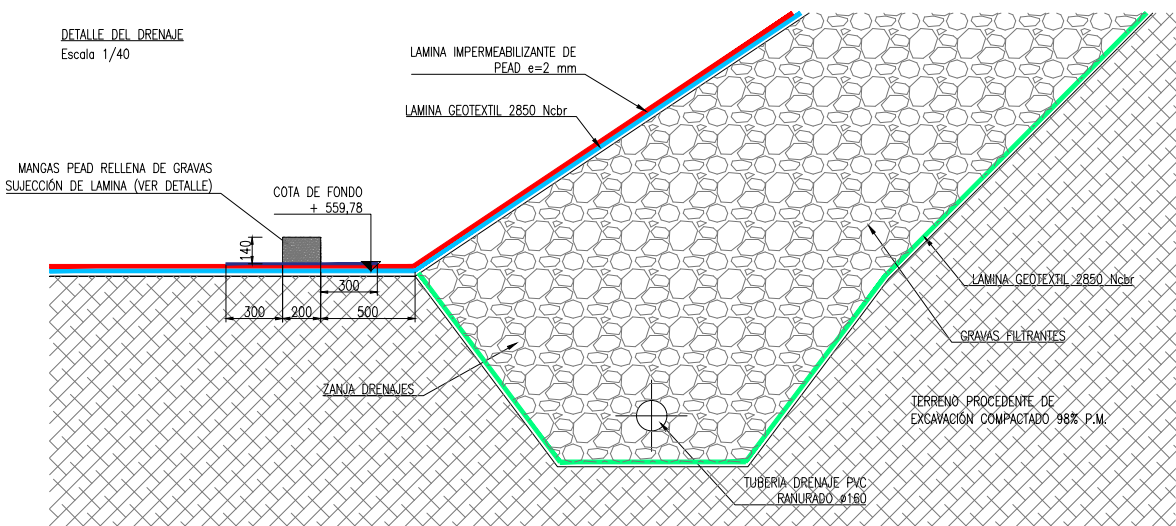 DETALLE DEL DRENAJE
Escala 1/40
LAMINA IMPERMEABILIZANTE DE
PEAD e=2 mm
LAMINA GEOTEXTIL 2850 Ncbr
MANGAS PEAD RELLENA DE GRAVAS
SUJECCIÓN DE LAMINA (VER DETALLE)
COTA DE FONDO
+ 559,78
140
300
300
200
500
LAMINA GEOTEXTIL 2850 Ncbr
GRAVAS FILTRANTES
ZANJA DRENAJES
TERRENO PROCEDENTE DE
EXCAVACIÓN COMPACTADO 98% P.M.
TUBERIA DRENAJE PVC
RANURADO ø160